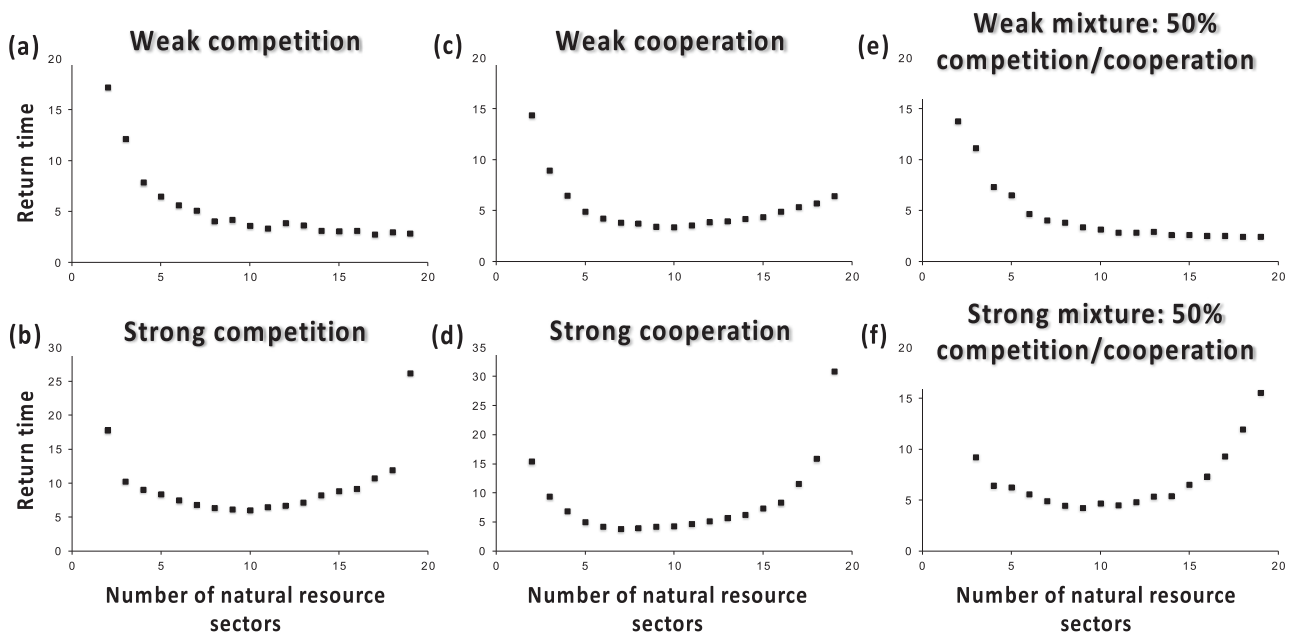 (a)
Weak competition
20
15
10
5
0
0 5 10 15 20
Return time
(c)
Weak cooperation
20
15
10
5
0
0 5 10 15 20
(e)
Weak mixture: 50%
competition/cooperation
20
15
10
5
0
0 5 10 15 20
(b)
Strong competition
30
25
20
15
10
5
0
0 5 10 15 20
Return time
Number of natural resource
sectors
(d)
Strong cooperation
35
30
25
20
15
10
5
0
0 5 10 15 20
Number of natural resource
sectors
(f)
Strong mixture: 50%
competition/cooperation
20
15
10
5
0
0 5 10 15 20
Number of natural resource
sectors